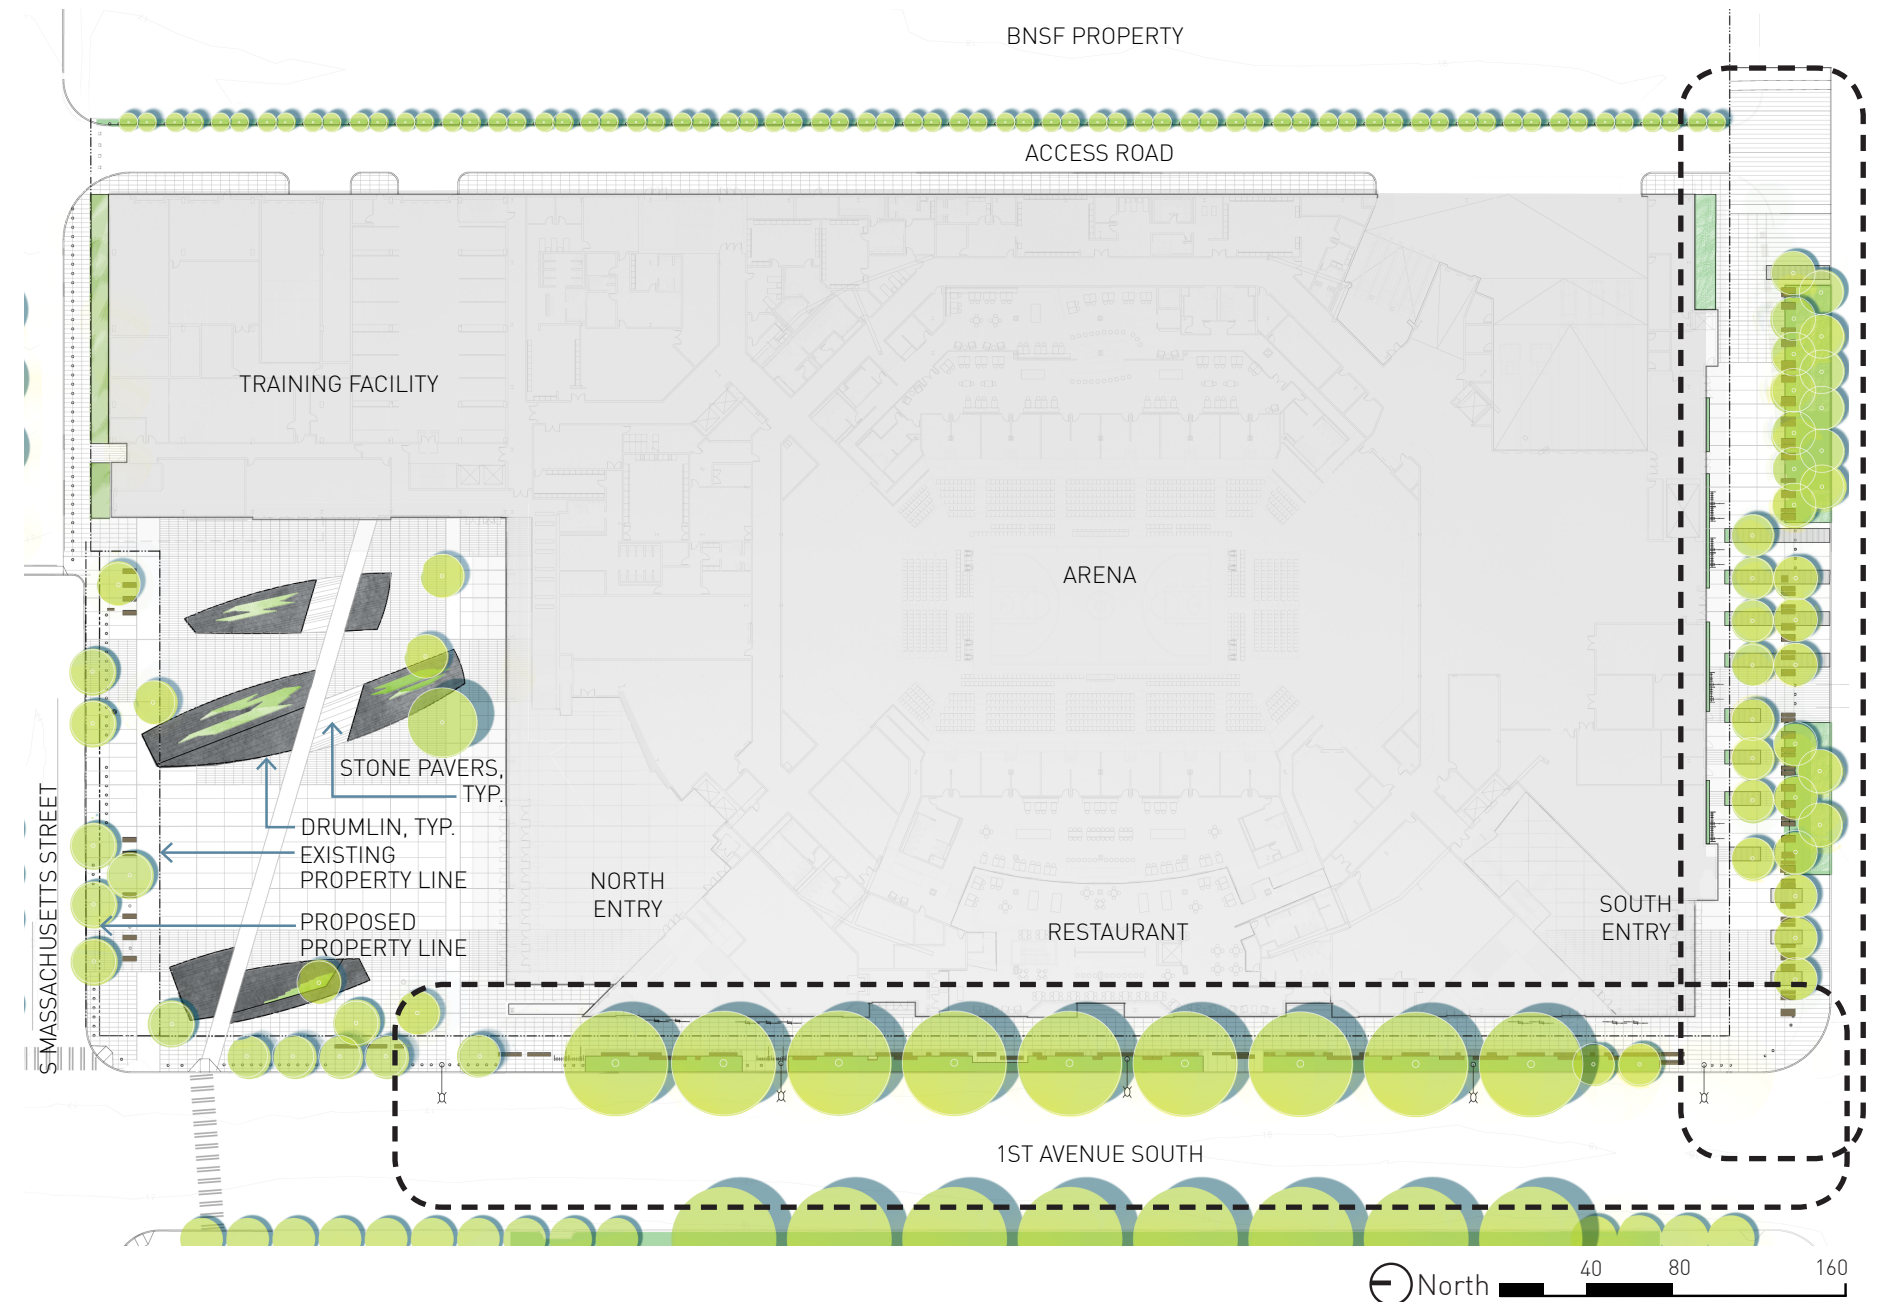 BNSF PROPERTY
ACCESS ROAD
TRAINING FACILITY
ARENA
STONE PAVERS,
TYP.
DRUMLIN, TYP.
EXISTING
PROPERTY LINE
PROPOSED
PROPERTY LINE
S MASSACHUSETTS STREET
NORTH
ENTRY
RESTAURANT
SOUTH
ENTRY
1ST AVENUE SOUTH
North
40 80 160